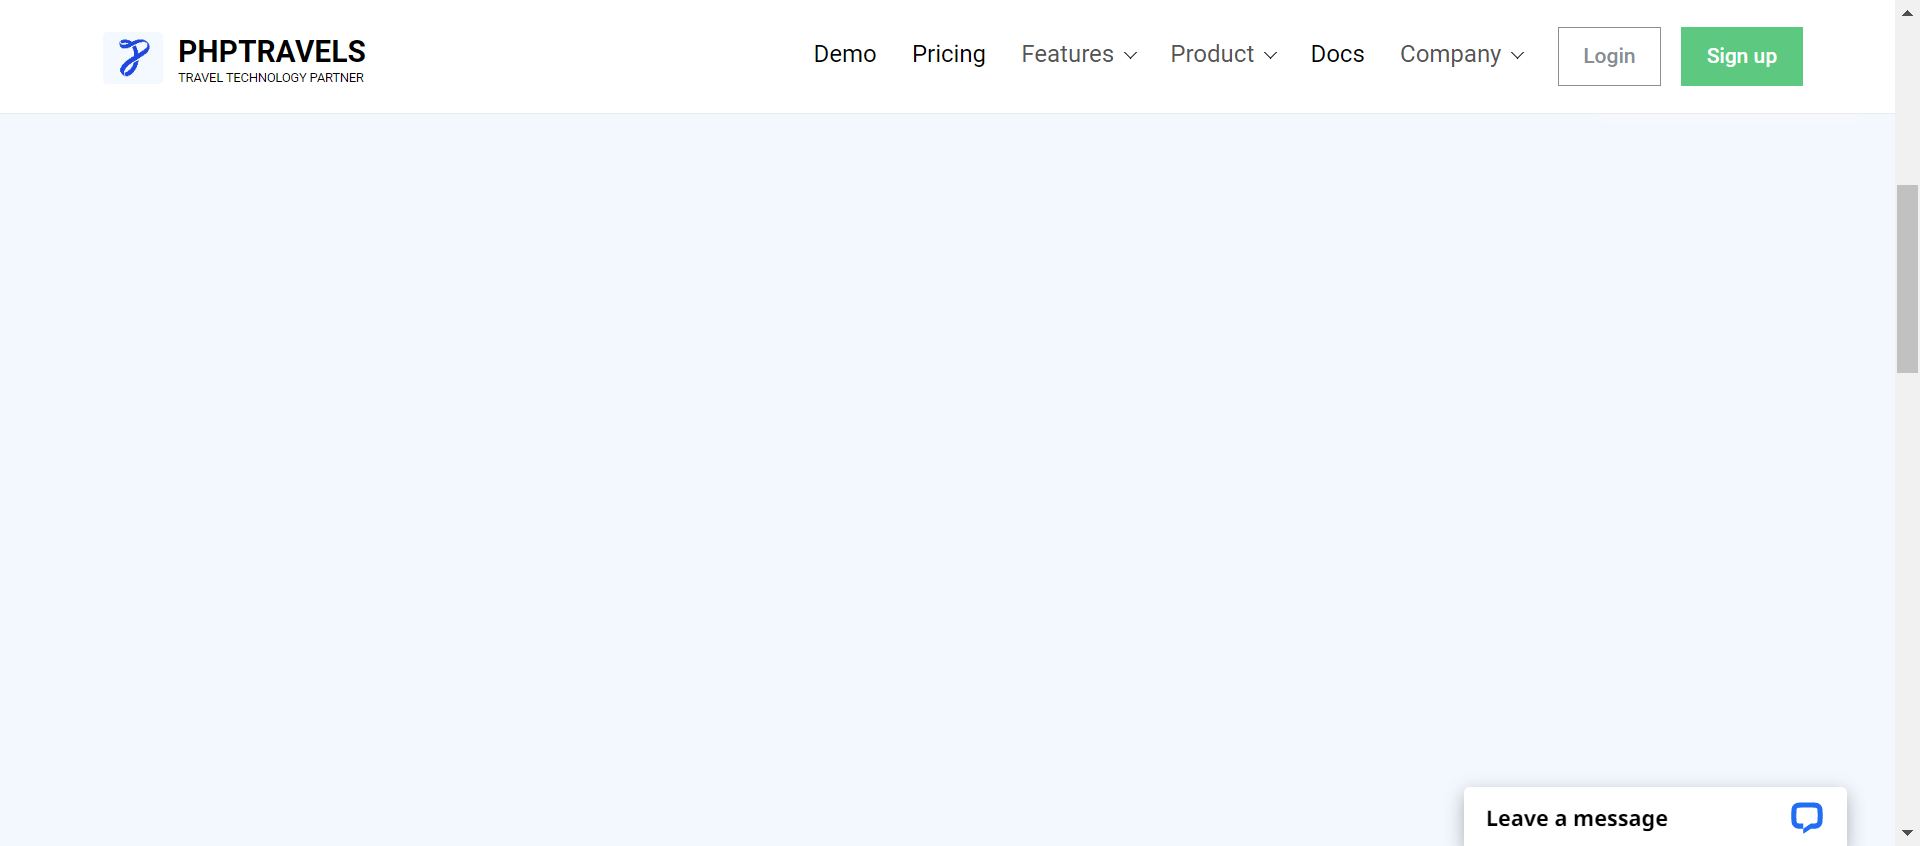 PHPTRAVELS
TRAVEL TECHNOLOGY PARTNER
Demo Pricing Features Product Docs Company Login Sign up
Leave a message